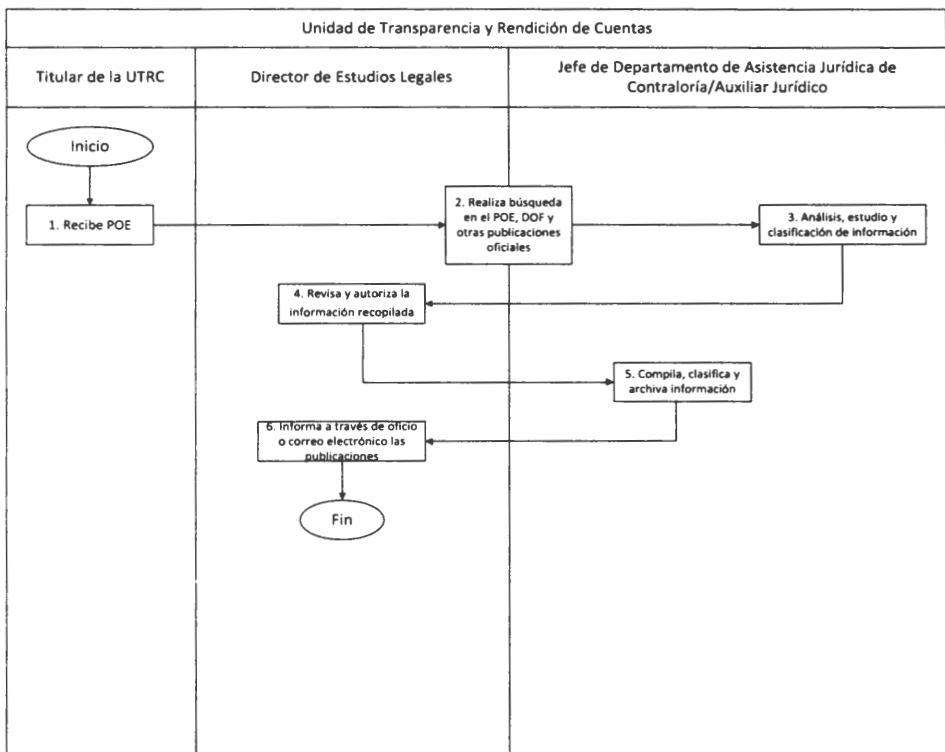 Unidad de Transparencia y Rendición de Cuentas
Titular de la UTRC
Director de Estudios Legales
Jefe de Departamento de Asistencia Jurídica de
Contraloría/Auxiliar Jurídico
Inicio
1. Recibe POE
2. Realiza búsqueda
en el POE, DOF y
otras publicaciones
oficiales
3. Análisis, estudio y
clasificación de información
4. Revisa y autoriza la
información recopilada
5. Compila, clasifica y
archiva información
6. Informa a través de oficio
o correo electrónico las
publicaciones
Fin